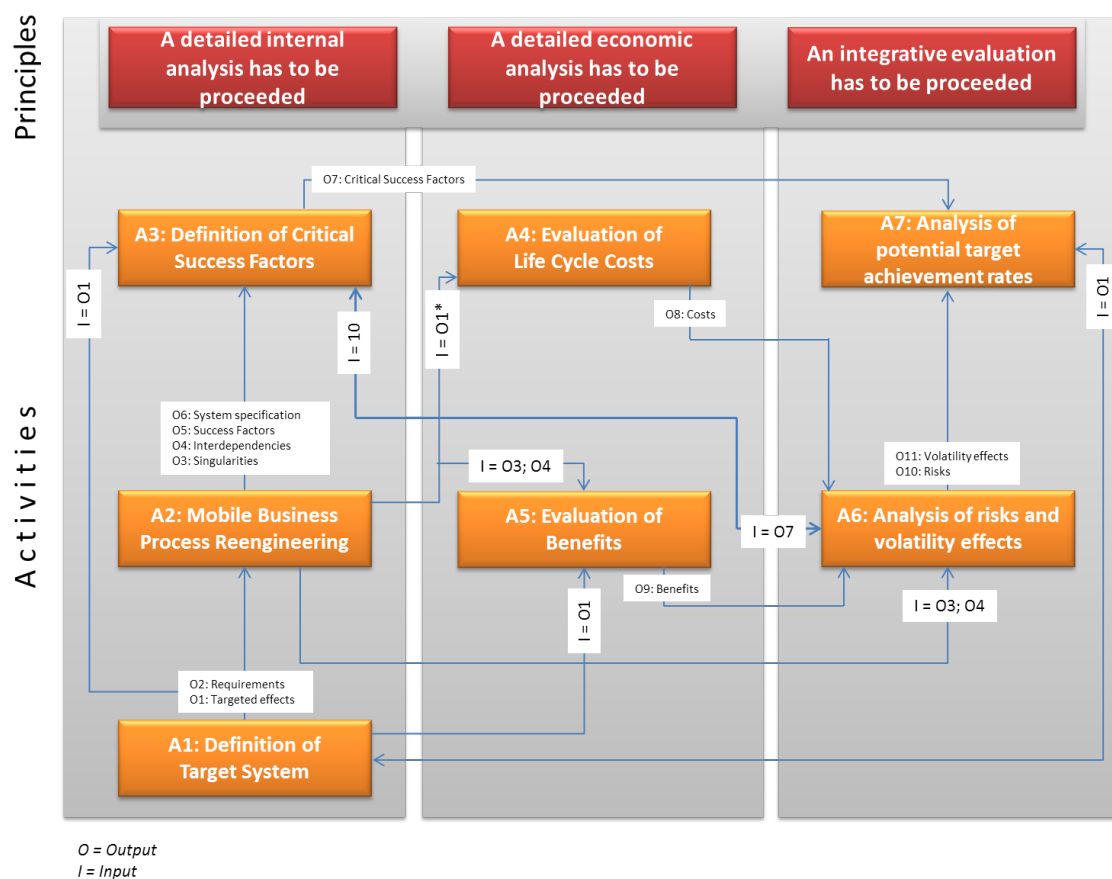 Principles
A detailed internal
analysis has to be
proceeded
A detailed economic
analysis has to be
proceeded
An integrative evaluation
has to be proceeded
Activities
O7: Critical Success Factors
A3: Definition of Critical
Success Factors
A4: Evaluation of
Life Cycle Costs
A7: Analysis of
potential target
achievement rates
I = O1
I = 10
I = O1*
O8: Costs
I = O1
O6: System specification
O5: Success Factors
O4: Interdependencies
O3: Singularities
I = O3; O4
O11: Volatility effects
O10: Risks
A2: Mobile Business
Process Reengineering
A5: Evaluation of
Benefits
I = O7
A6: Analysis of risks and
volatility effects
O9: Benefits
I = O1
I = O3; O4
O2: Requirements
O1: Targeted effects
A1: Definition of
Target System
O = Output
I = Input